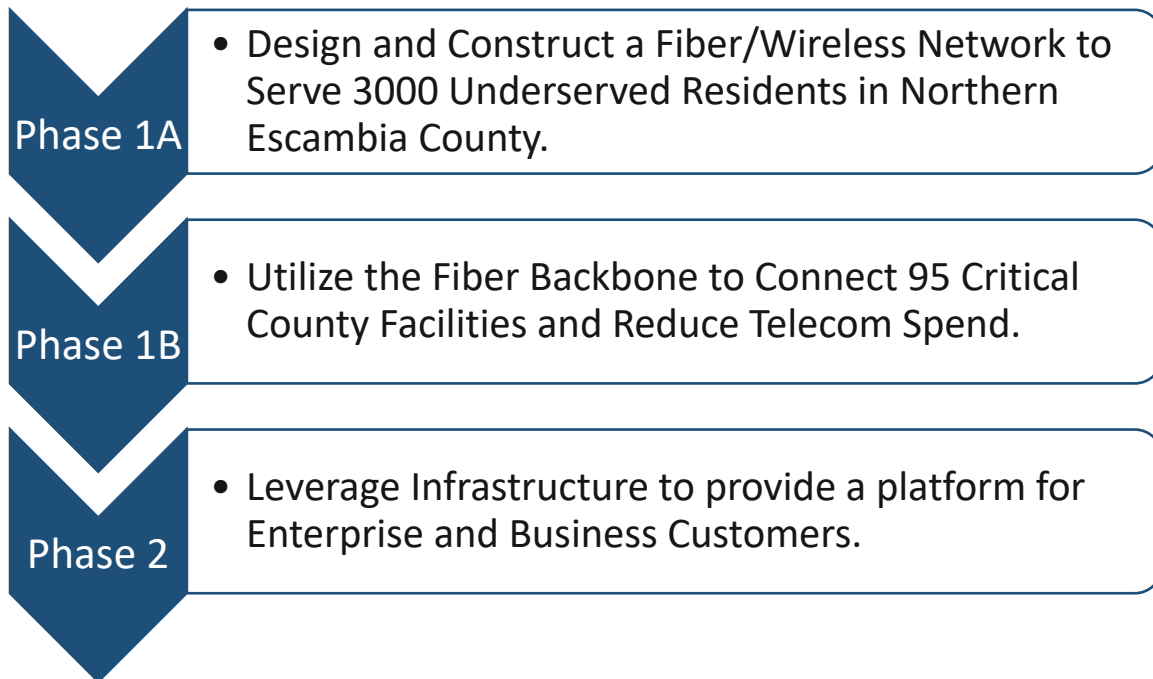 Phase 1A
• Design and Construct a Fiber/Wireless Network to
Serve 3000 Underserved Residents in Northern
Escambia County.
Phase 1B
• Utilize the Fiber Backbone to Connect 95 Critical
County Facilities and Reduce Telecom Spend.
Phase 2
• Leverage Infrastructure to provide a platform for
Enterprise and Business Customers.